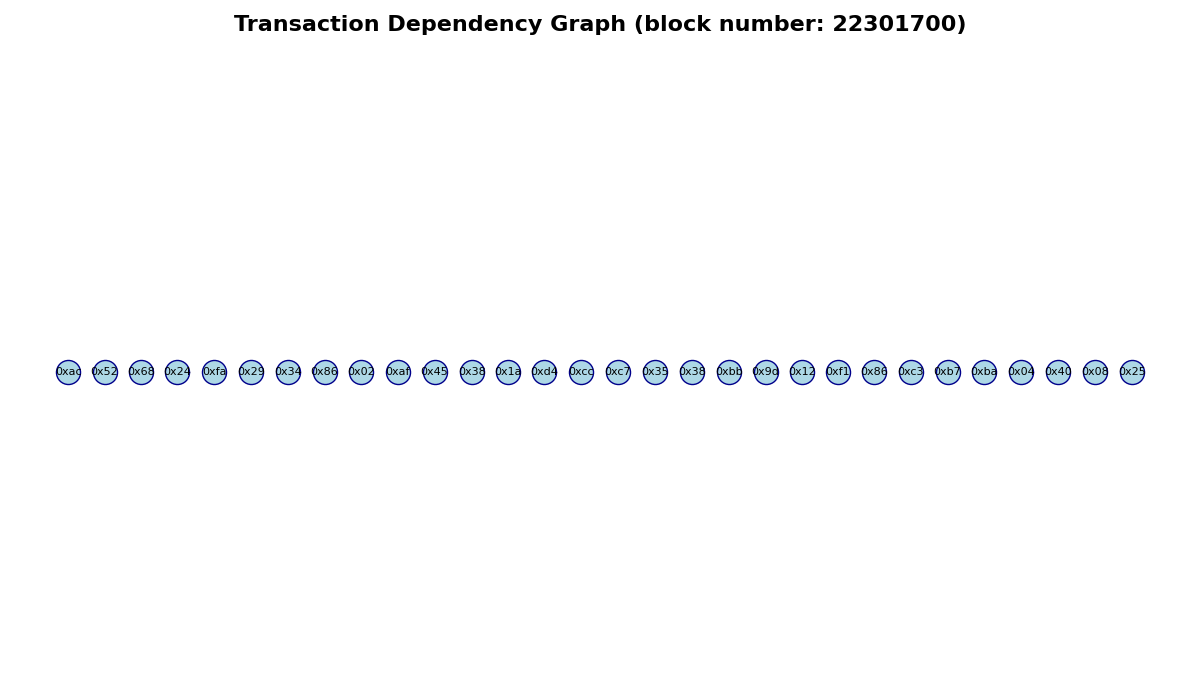 Transaction Dependency Graph (block number: 22301700)
0xac 0x52 0x68 0x24 0xfa 0x29 0x34 0x86 0x02 0xaf 0x45 0x38 0x1a 0xd4 0xcc 0xc7 0x35 0x38 0xbb 0x9d 0x12 0xf1 0x86 0xc3 0xb7 0xba 0x04 0x40 0x08 0x25